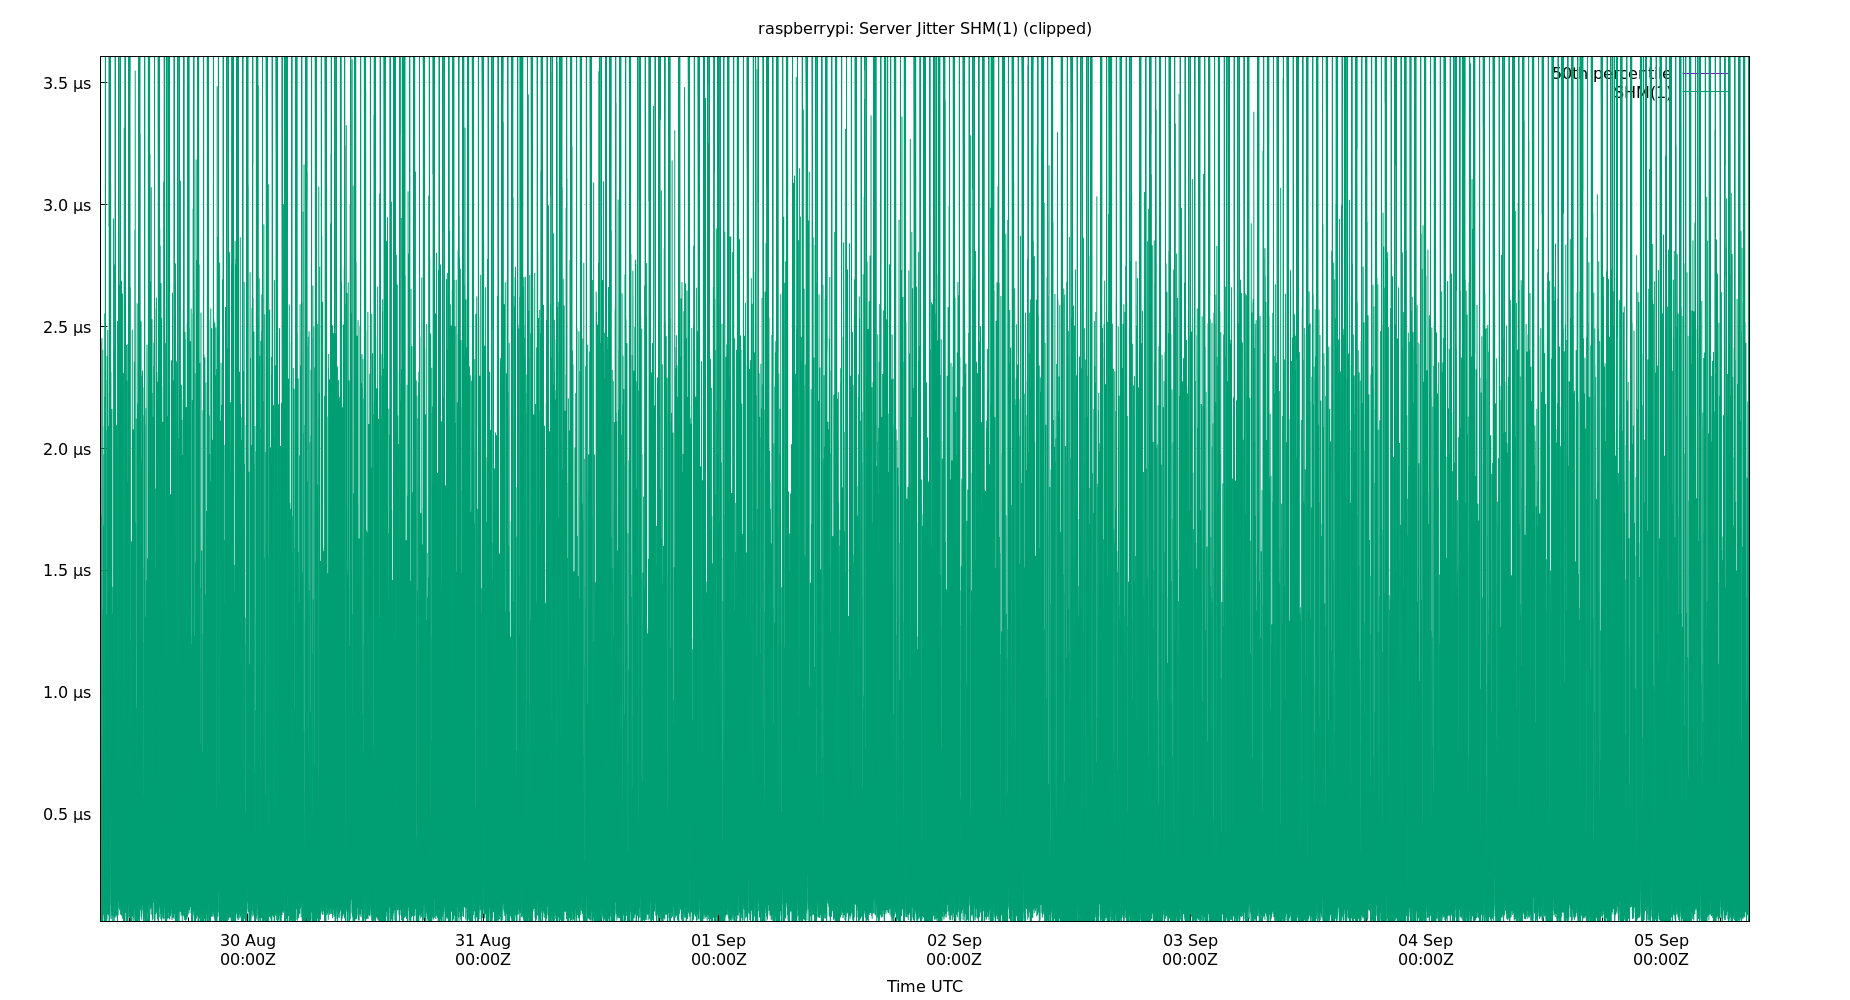 raspberrypi: Server Jitter SHM(1) (clipped)
50th percentile
SHM(1)
3.5 µs
3.0 µs
2.5 µs
2.0 µs
1.5 µs
1.0 µs
0.5 µs
30 Aug 31 Aug 01 Sep 02 Sep 03 Sep 04 Sep 05 Sep
00:00Z 00:00Z 00:00Z 00:00Z 00:00Z 00:00Z 00:00Z
Time UTC